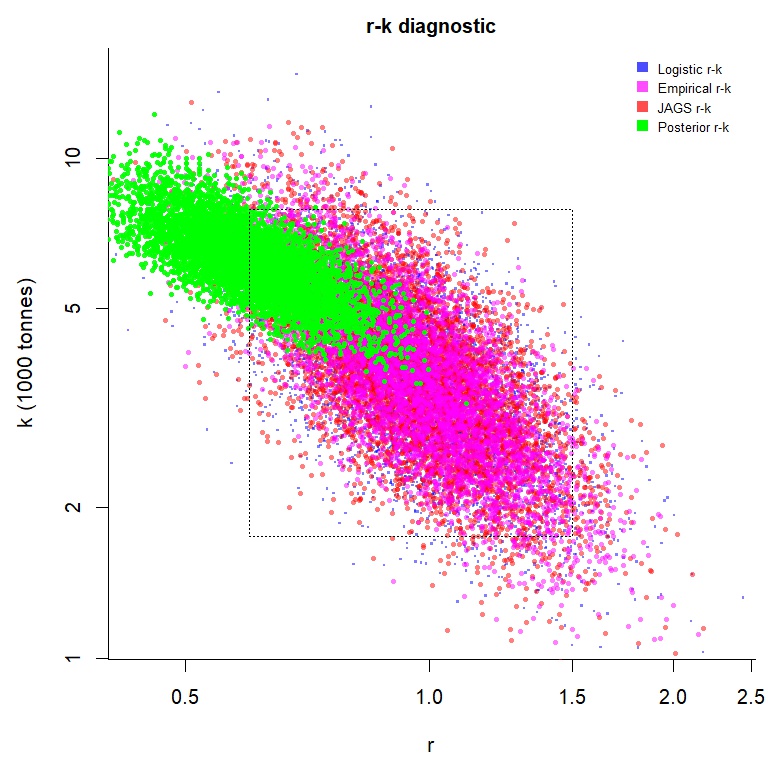 r-k diagnostic
Logistic r-k
Empirical r-k
JAGS r-k
Posterior r-k
k (1000 tonnes)
10
5
2
1
0.5 1.0 1.5 2.0 2.5
r